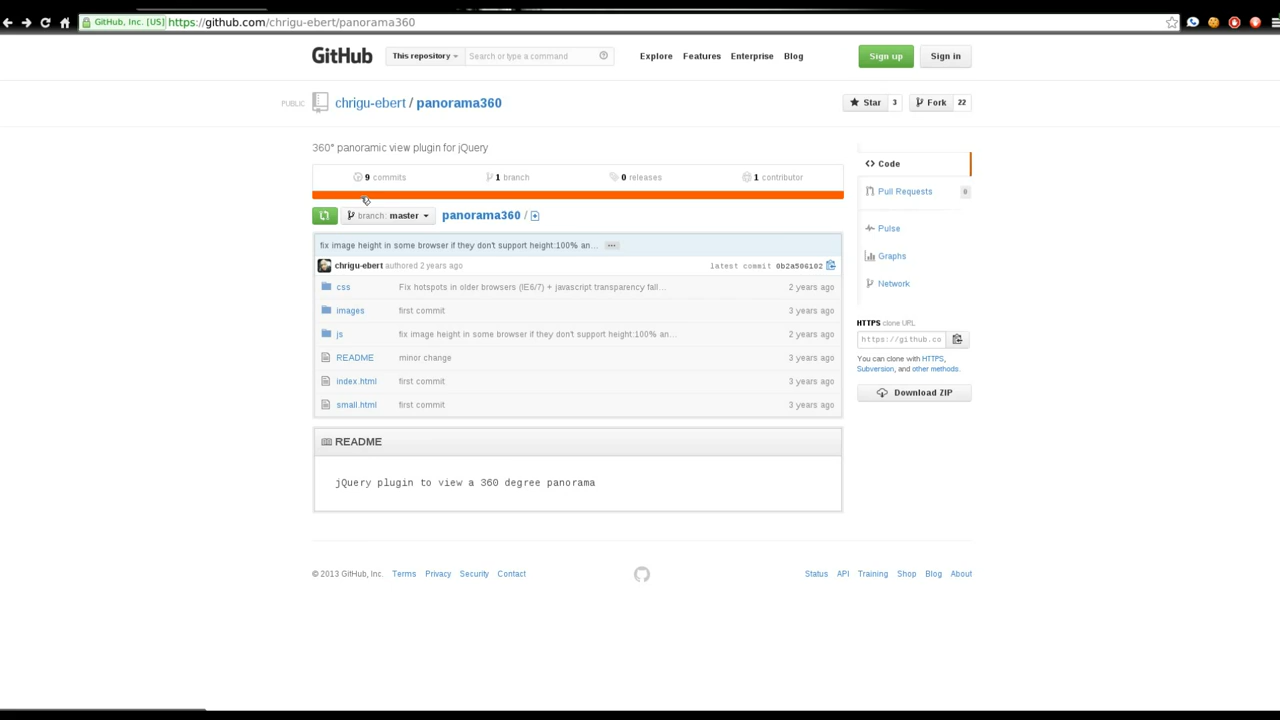 GitHub, Inc. [US] https://github.com/chrigu-ebert/panorama360
GitHub This repository Search or type a command Explore Features Enterprise Blog Sign up Sign in
PUBLIC chrigu-ebert / panorama360 Star 3 Fork 22
360° panoramic view plugin for jQuery
9 commits 1 branch 0 releases 1 contributor
branch: master panorama360 /
fix image height in some browser if they don't support height:100% an… …
chrigu-ebert authored 2 years ago latest commit 0b2a506102
css Fix hotspots in older browsers (IE6/7) + javascript transparency fall… 2 years ago
images first commit 3 years ago
js fix image height in some browser if they don't support height:100% an… 2 years ago
README minor change 3 years ago
index.html first commit 3 years ago
small.html first commit 3 years ago
README
jQuery plugin to view a 360 degree panorama
Code
Pull Requests 0
Pulse
Graphs
Network
HTTPS clone URL
https://github.co
You can clone with HTTPS,
Subversion, and other methods.
Download ZIP
© 2013 GitHub, Inc. Terms Privacy Security Contact Status API Training Shop Blog About